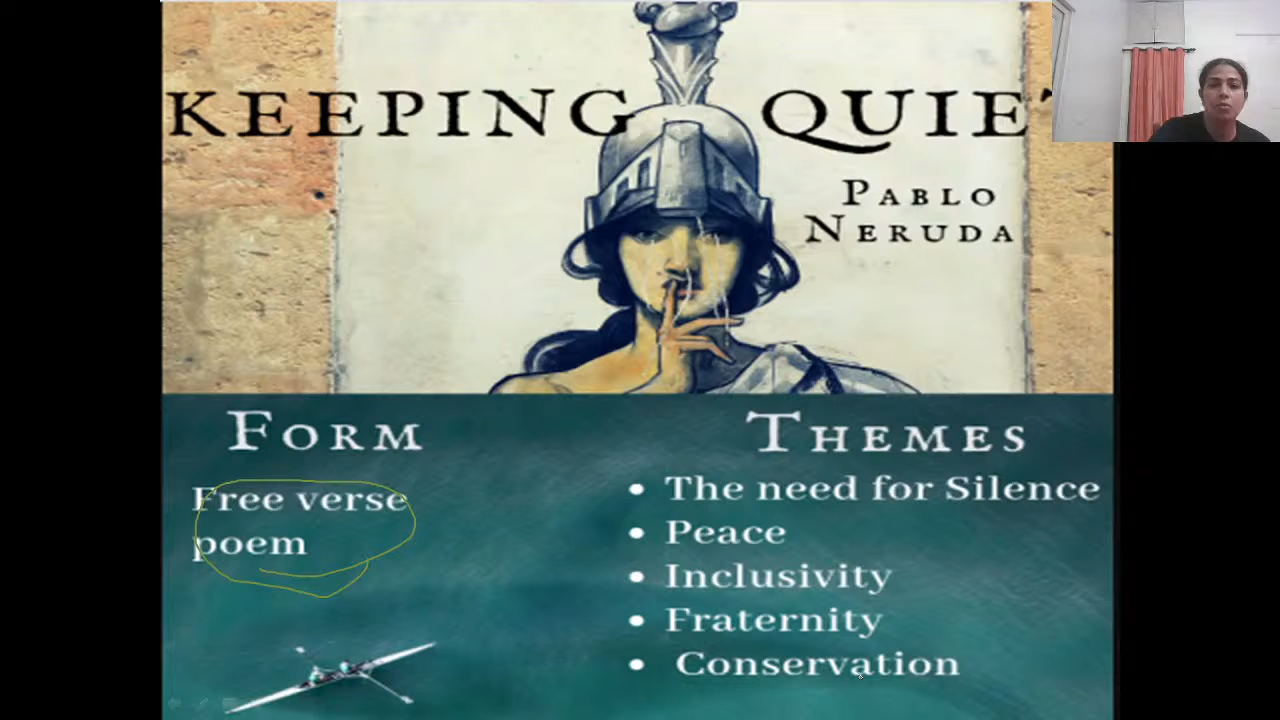 KEEPING QUIET
PABLO
NERUDA
FORM
Free verse
poem
THEMES
• The need for Silence
• Peace
• Inclusivity
• Fraternity
• Conservation